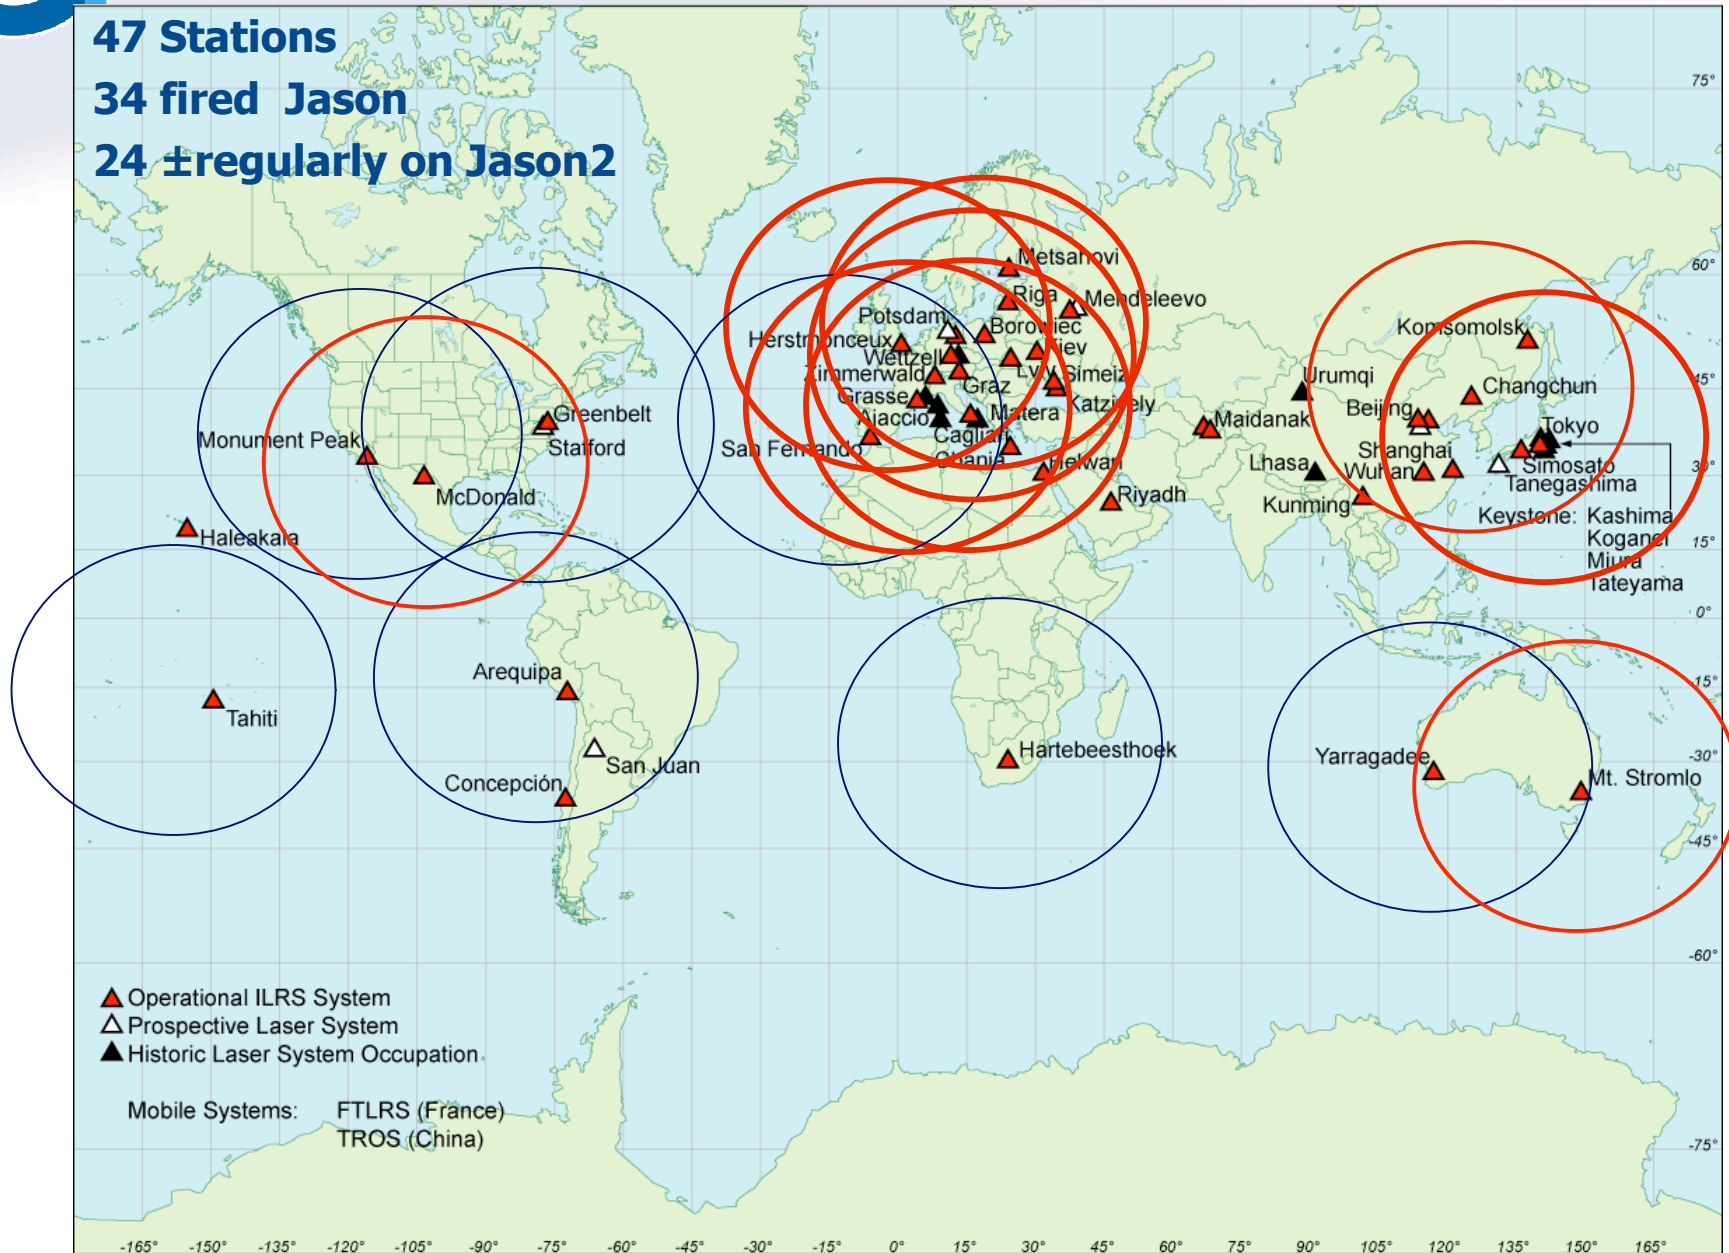 47 Stations
34 fired Jason
24 ±regularly on Jason2
75°
60°
45°
30°
15°
0°
-15°
-30°
-45°
-60°
-75°
Metsahovi
Riga
Mendeleevo
Potsdam
Borowiec
Herstmonceux
Kiev
Wettzell
Lviv
Simeiz
Zimmerwald
Graz
Katzively
Grasse
Ajaccio
Matera
Cagliari
San Fernando
Chania
Helwan
Riyadh
Maidanak
Urumqi
Lhasa
Kunming
Komsomolsk
Changchun
Beijing
Shanghai
Wuhan
Tokyo
Simosato
Tanegashima
Keystone: Kashima
Koganei
Miura
Tateyama
Greenbelt
Stafford
Monument Peak
McDonald
Haleakala
Tahiti
Arequipa
San Juan
Concepción
Hartebeesthoek
Yarragadee
Mt. Stromlo
Operational ILRS System
Prospective Laser System
Historic Laser System Occupation
Mobile Systems: FTLRS (France)
TROS (China)
-165° -150° -135° -120° -105° -90° -75° -60° -45° -30° -15° 0° 15° 30° 45° 60° 75° 90° 105° 120° 135° 150° 165°